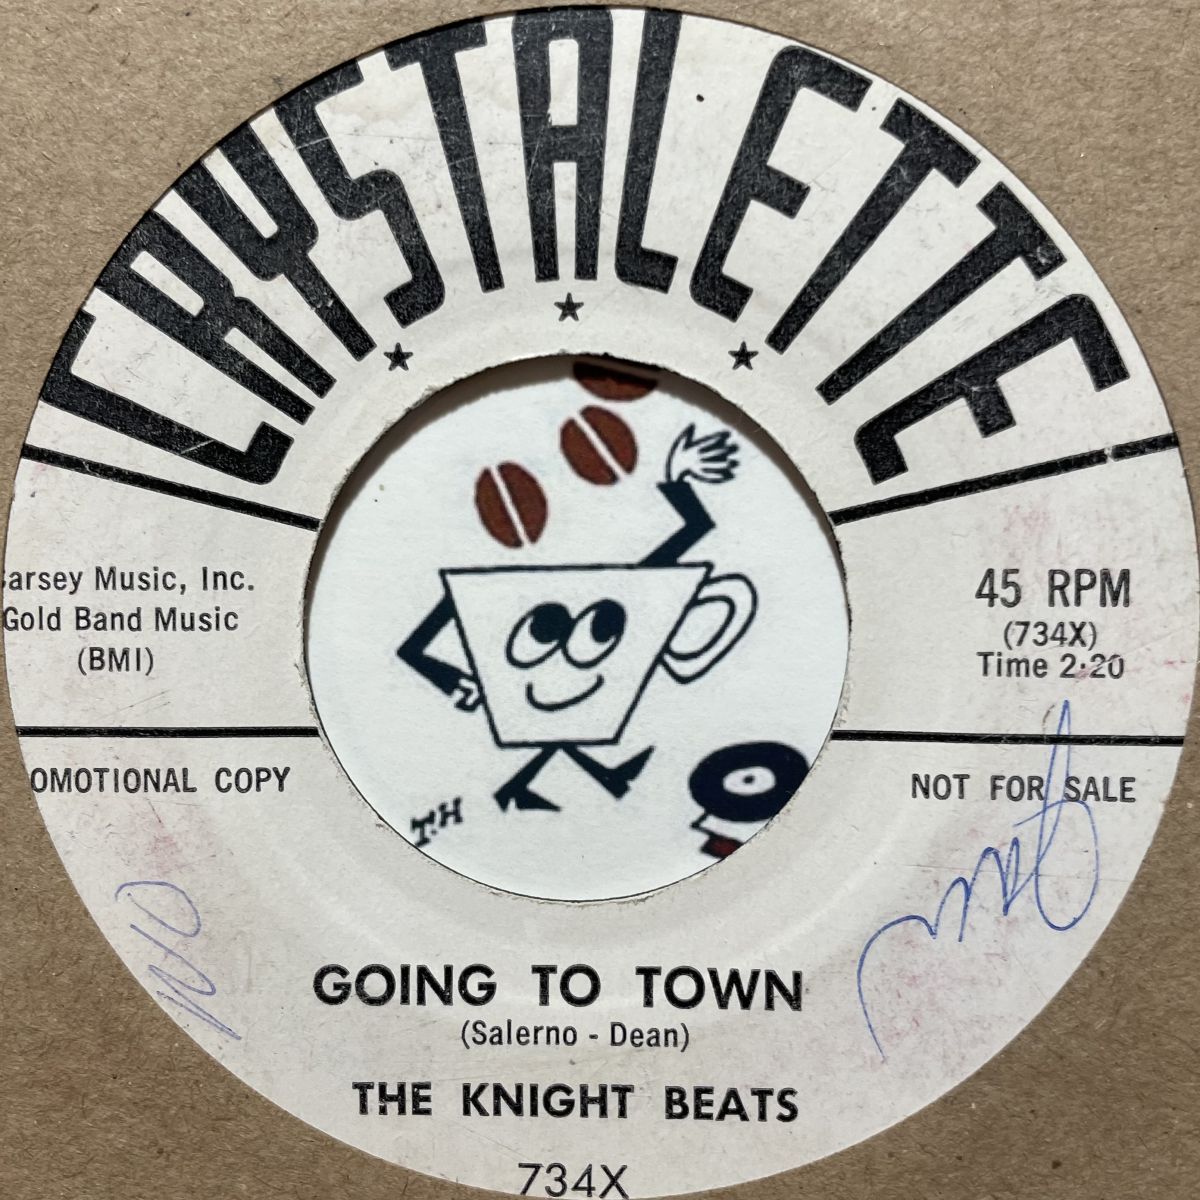 CRYSTALETTE
arsey Music, Inc.
Gold Band Music
(BMI)
45 RPM
(734X)
Time 2:20
OMOTIONAL COPY
NOT FOR SALE
T.H
GOING TO TOWN
(Salerno - Dean)
THE KNIGHT BEATS
734X